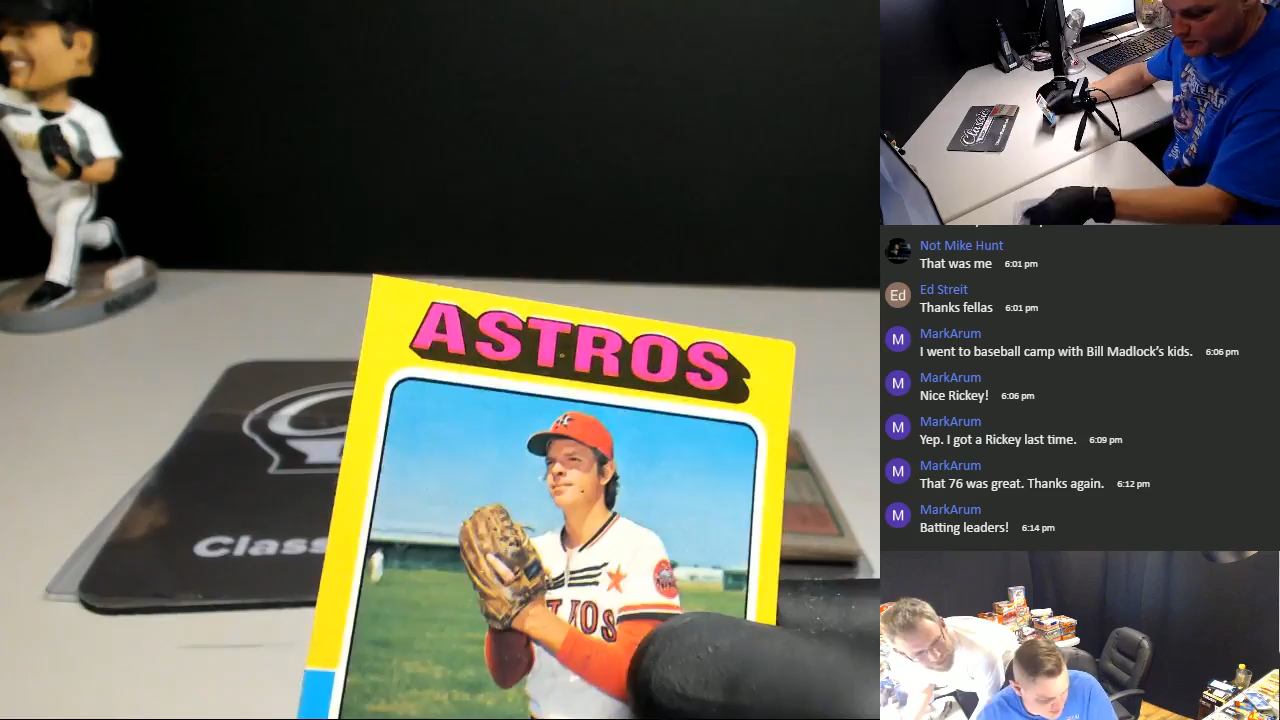 ASTROS
Class
Not Mike Hunt
That was me 6:01 pm
Ed
Ed Streit
Thanks fellas 6:01 pm
M
MarkArum
I went to baseball camp with Bill Madlock's kids. 6:06 pm
M
MarkArum
Nice Rickey! 6:06 pm
M
MarkArum
Yep. I got a Rickey last time. 6:09 pm
M
MarkArum
That 76 was great. Thanks again. 6:12 pm
M
MarkArum
Batting leaders! 6:14 pm